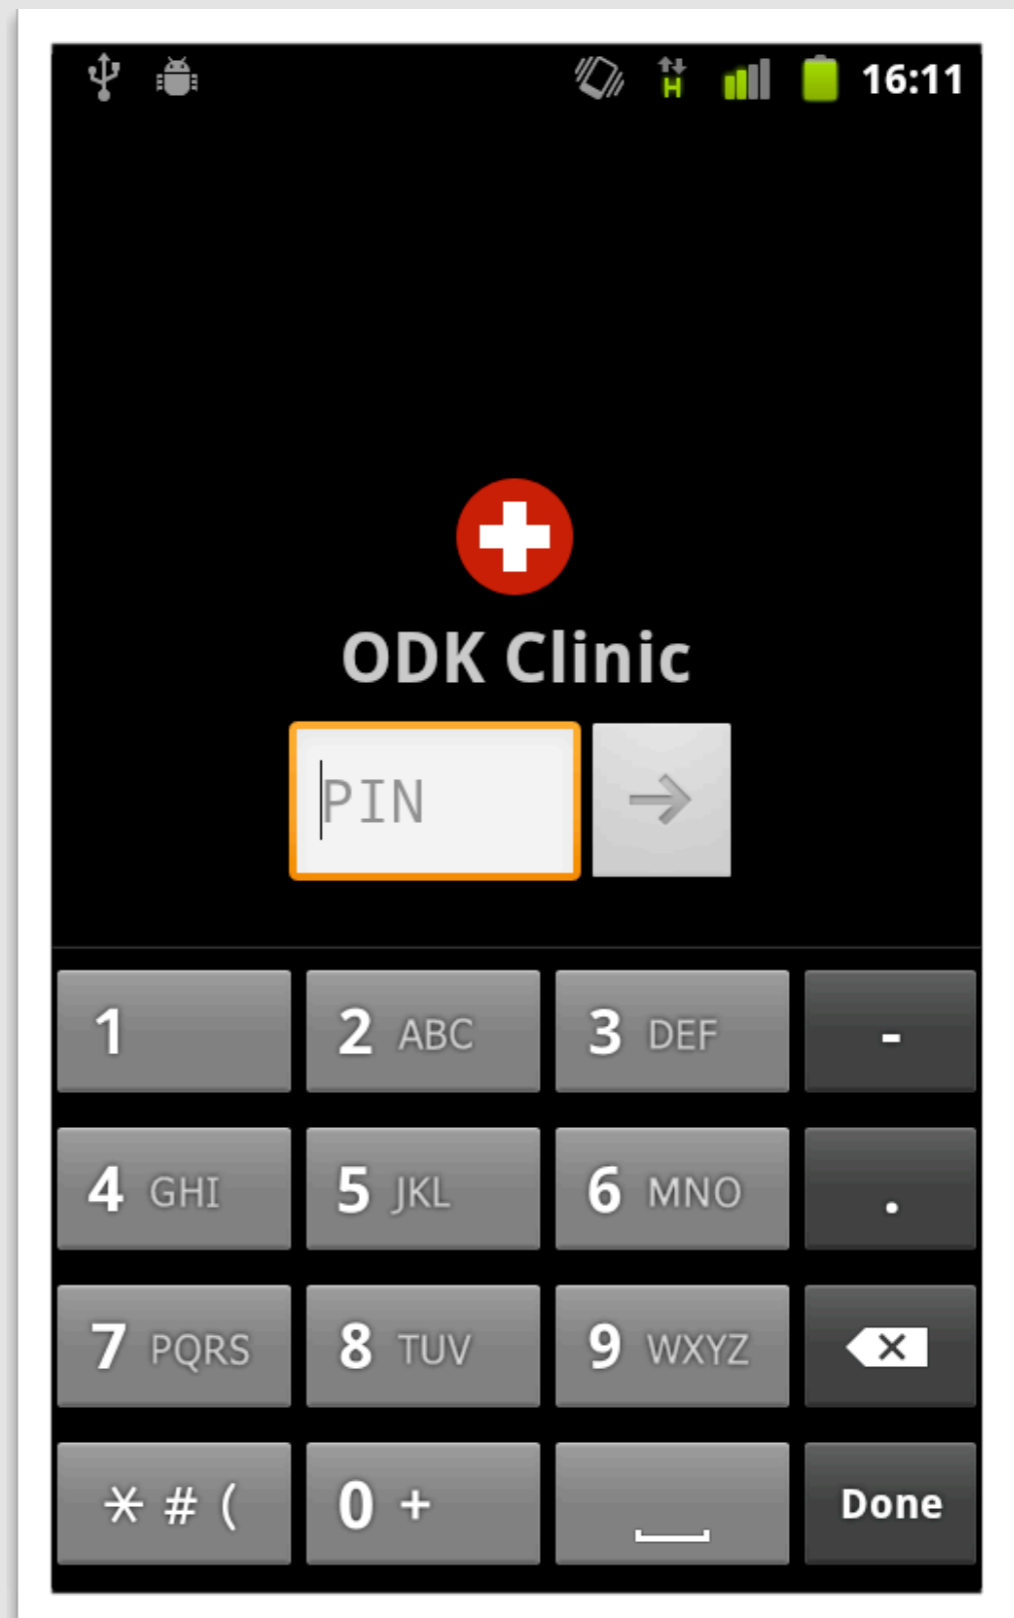 16:11
ODK Clinic
PIN
1 2 ABC 3 DEF -
4 GHI 5 JKL 6 MNO .
7 PQRS 8 TUV 9 WXYZ
* # ( 0 + Done